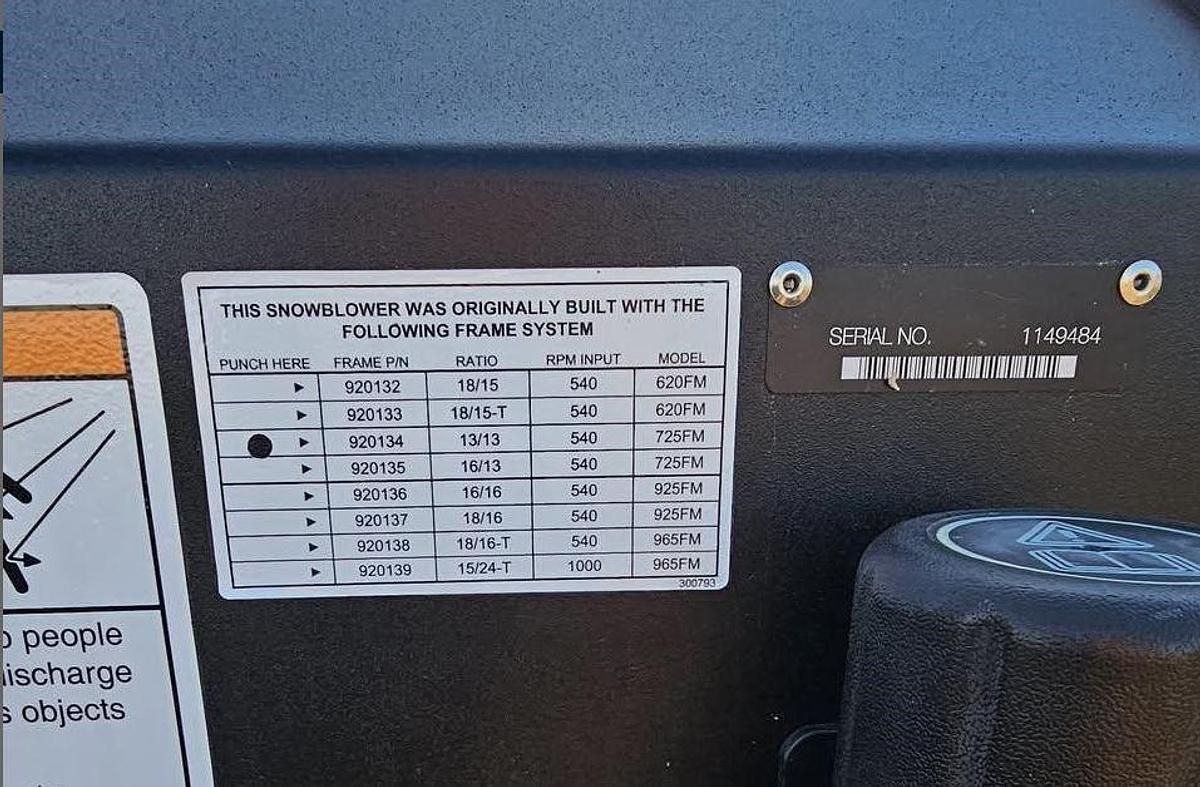 THIS SNOWBLOWER WAS ORIGINALLY BUILT WITH THE
FOLLOWING FRAME SYSTEM
PUNCH HERE FRAME P/N RATIO RPM INPUT MODEL
► 920132 18/15 540 620FM
► 920133 18/15-T 540 620FM
► 920134 13/13 540 725FM
► 920135 16/13 540 725FM
► 920136 16/16 540 925FM
► 920137 18/16 540 925FM
► 920138 18/16-T 540 965FM
► 920139 15/24-T 1000 965FM
300793
SERIAL NO. 1149484
people
objects